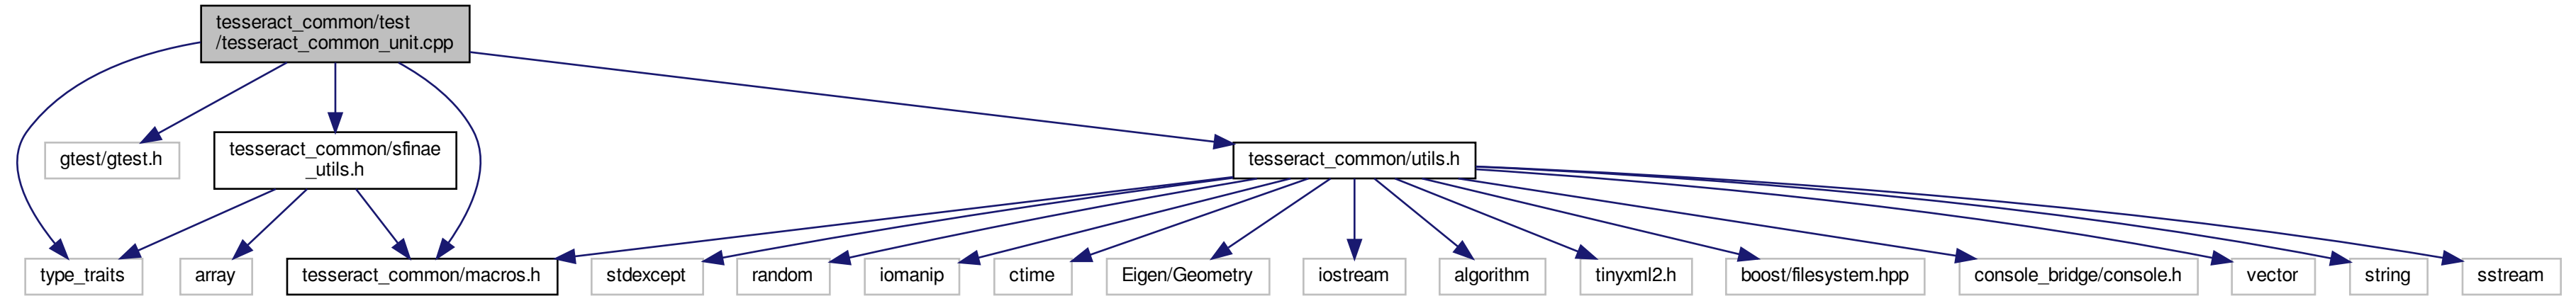 tesseract_common/test
/tesseract_common_unit.cpp
gtest/gtest.h
tesseract_common/sfinae
_utils.h
tesseract_common/utils.h
type_traits
array
tesseract_common/macros.h
stdexcept
random
iomanip
ctime
Eigen/Geometry
iostream
algorithm
tinyxml2.h
boost/filesystem.hpp
console_bridge/console.h
vector
string
sstream